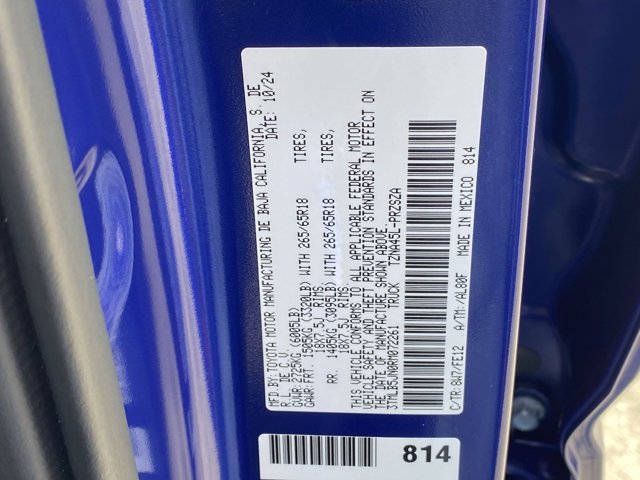 MFD.BY:TOYOTA MOTOR MANUFACTURING DE BAJA CALIFORNIA, S. DE
R.L. DE C.V. DATE: 10/24
GVWR:2725KG (6005LB)
GAWR:FRT. 1505KG (3320LB) WITH 265/65R18 TIRES,
18X7.5J RIMS,
RR. 1405KG (3095LB) WITH 265/65R18 TIRES,
18X7.5J RIMS,
THIS VEHICLE CONFORMS TO ALL APPLICABLE FEDERAL MOTOR
VEHICLE SAFETY AND THEFT PREVENTION STANDARDS IN EFFECT ON
THE DATE OF MANUFACTURE SHOWN ABOVE.
3TMLB5JN0RM072261 TRUCK TZNA45L-PRZSZA
C/TR:8W7/FE12 A/TM:/AL80F MADE IN MEXICO 814
814